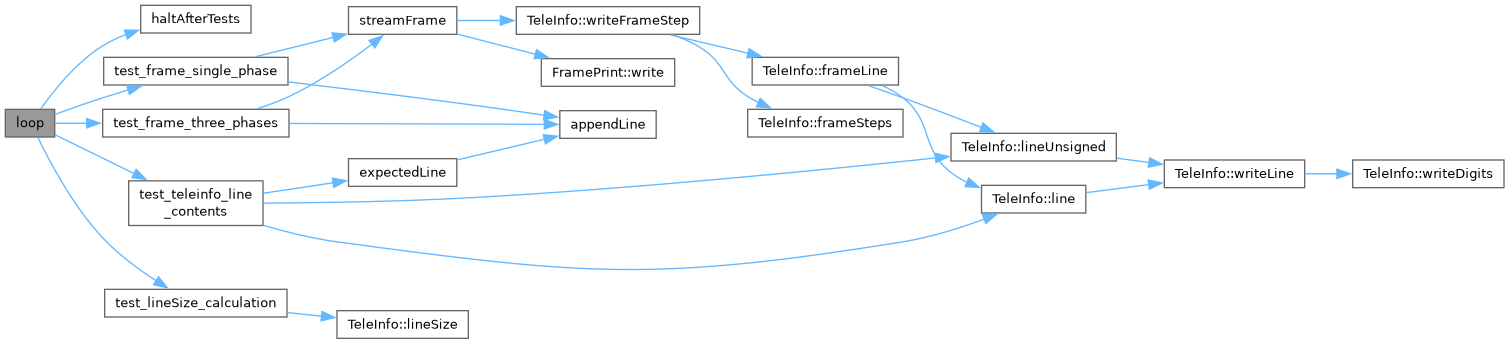 haltAfterTests
streamFrame
TeleInfo::writeFrameStep
test_frame_single_phase
FramePrint::write
TeleInfo::frameLine
loop
test_frame_three_phases
appendLine
TeleInfo::frameSteps
TeleInfo::lineUnsigned
expectedLine
TeleInfo::writeLine
TeleInfo::writeDigits
test_teleinfo_line
_contents
TeleInfo::line
test_lineSize_calculation
TeleInfo::lineSize